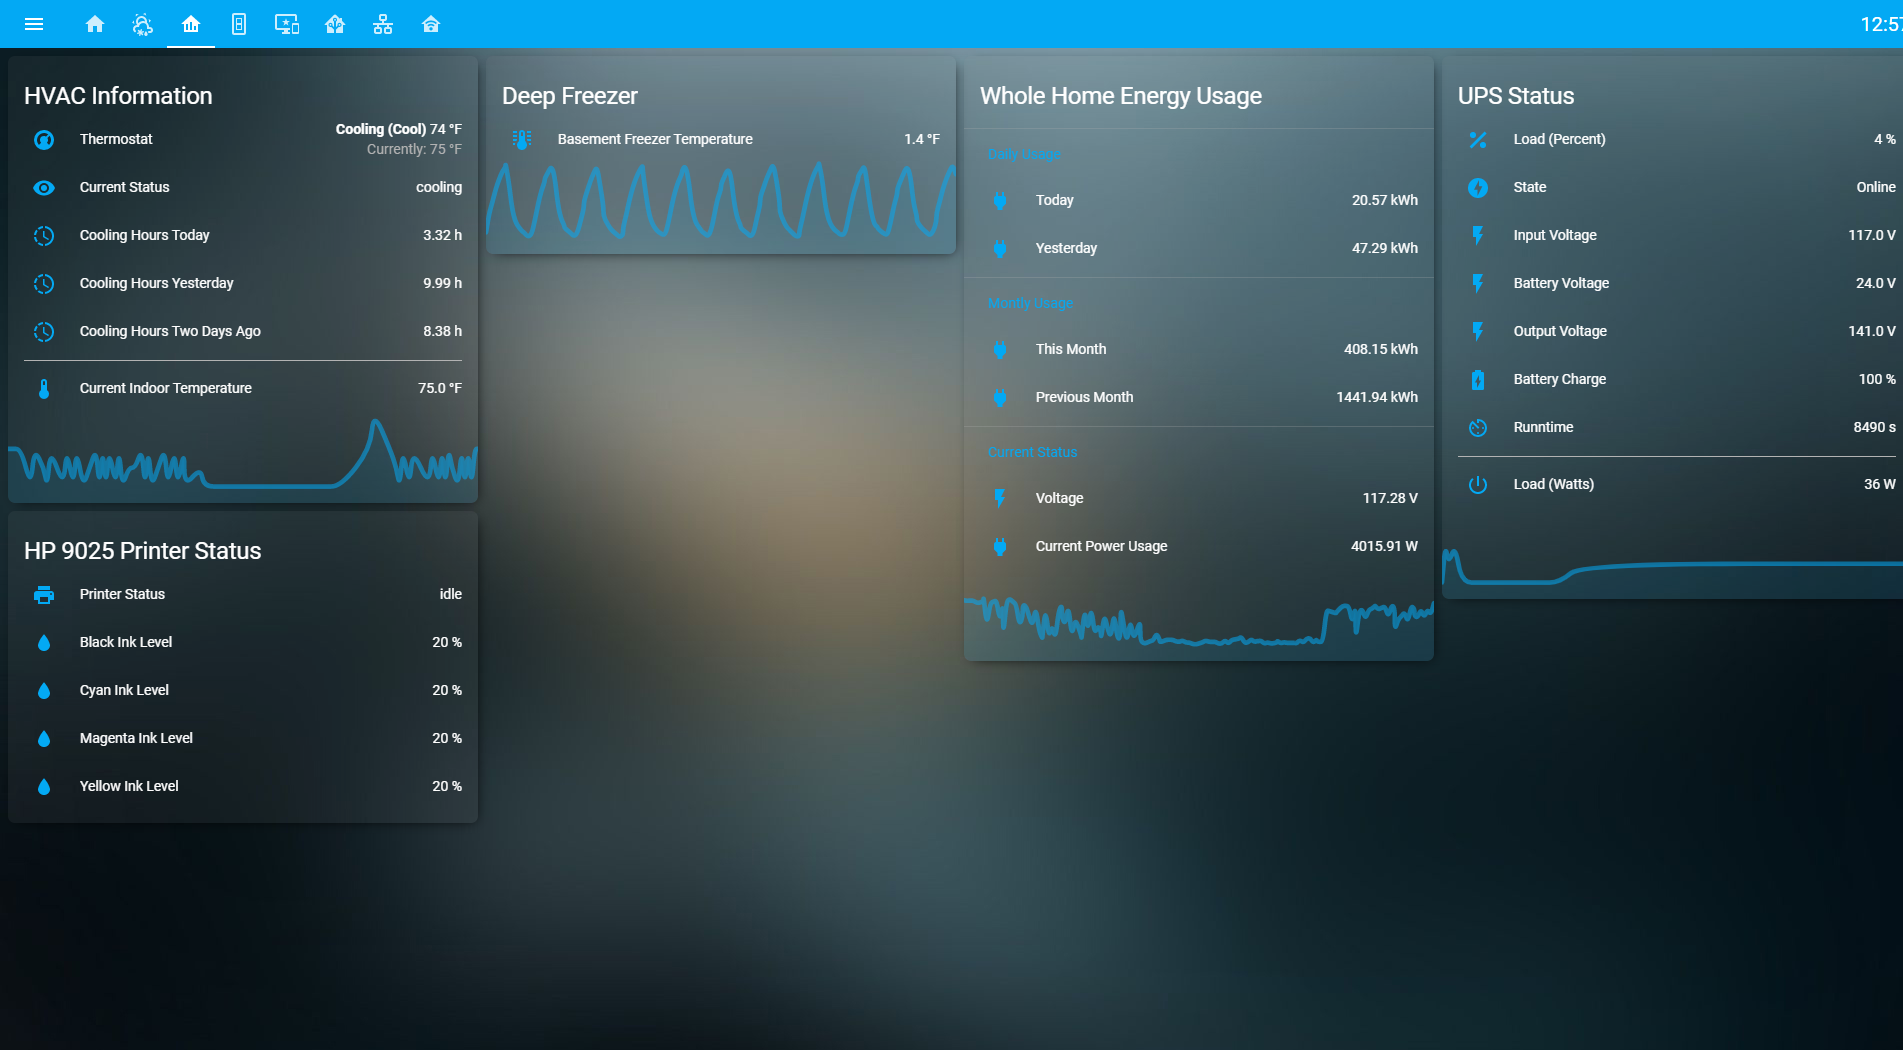 12:57
HVAC Information
Thermostat
Cooling (Cool) 74 °F
Currently: 75 °F
Current Status cooling
Cooling Hours Today 3.32 h
Cooling Hours Yesterday 9.99 h
Cooling Hours Two Days Ago 8.38 h
Current Indoor Temperature 75.0 °F
HP 9025 Printer Status
Printer Status idle
Black Ink Level 20 %
Cyan Ink Level 20 %
Magenta Ink Level 20 %
Yellow Ink Level 20 %
Deep Freezer
Basement Freezer Temperature 1.4 °F
Whole Home Energy Usage
Daily Usage
Today 20.57 kWh
Yesterday 47.29 kWh
Montly Usage
This Month 408.15 kWh
Previous Month 1441.94 kWh
Current Status
Voltage 117.28 V
Current Power Usage 4015.91 W
UPS Status
Load (Percent) 4 %
State Online
Input Voltage 117.0 V
Battery Voltage 24.0 V
Output Voltage 141.0 V
Battery Charge 100 %
Runntime 8490 s
Load (Watts) 36 W